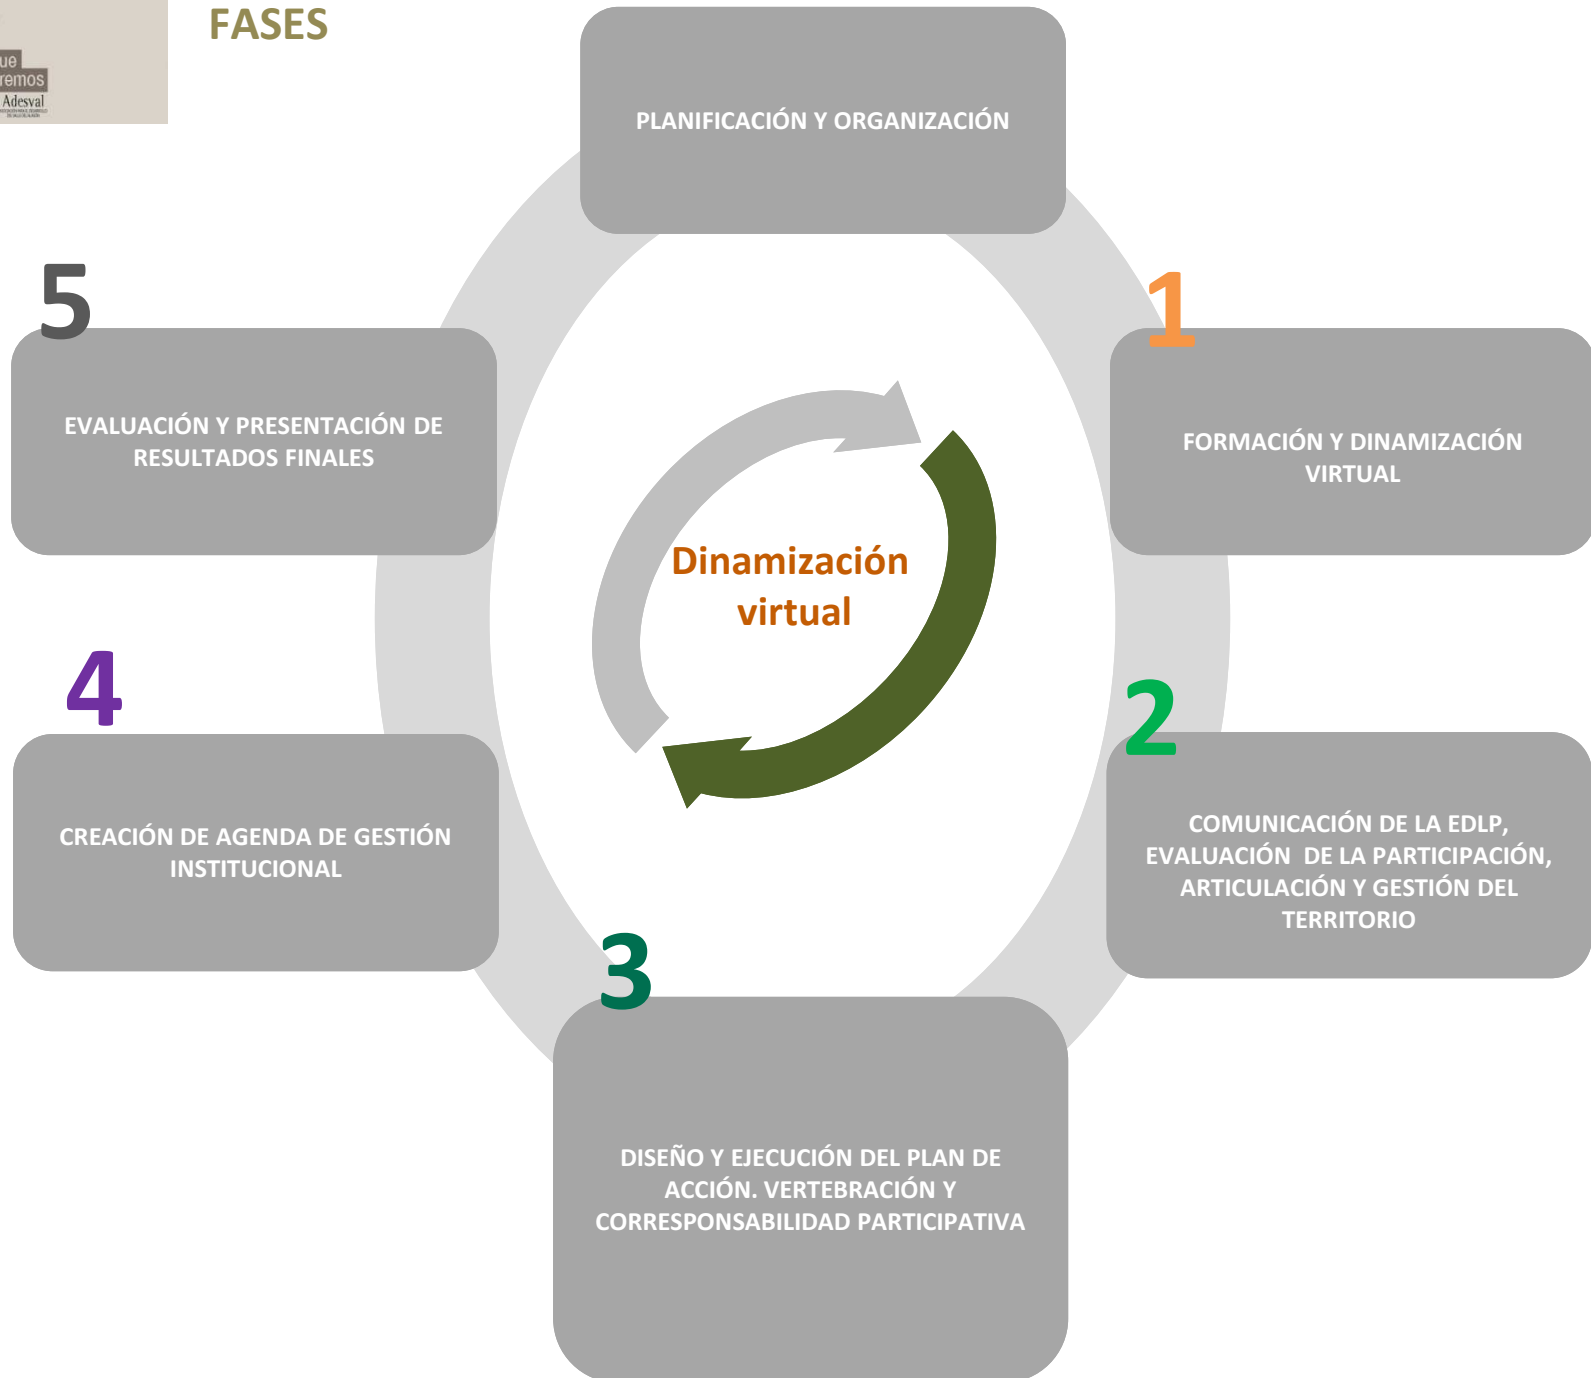 FASES
ue
remos
Adesval
PLANIFICACIÓN Y ORGANIZACIÓN
1
FORMACIÓN Y DINAMIZACIÓN
VIRTUAL
2
COMUNICACIÓN DE LA EDLP,
EVALUACIÓN DE LA PARTICIPACIÓN,
ARTICULACIÓN Y GESTIÓN DEL
TERRITORIO
3
DISEÑO Y EJECUCIÓN DEL PLAN DE
ACCIÓN. VERTEBRACIÓN Y
CORRESPONSABILIDAD PARTICIPATIVA
4
CREACIÓN DE AGENDA DE GESTIÓN
INSTITUCIONAL
5
EVALUACIÓN Y PRESENTACIÓN DE
RESULTADOS FINALES
Dinamización
virtual